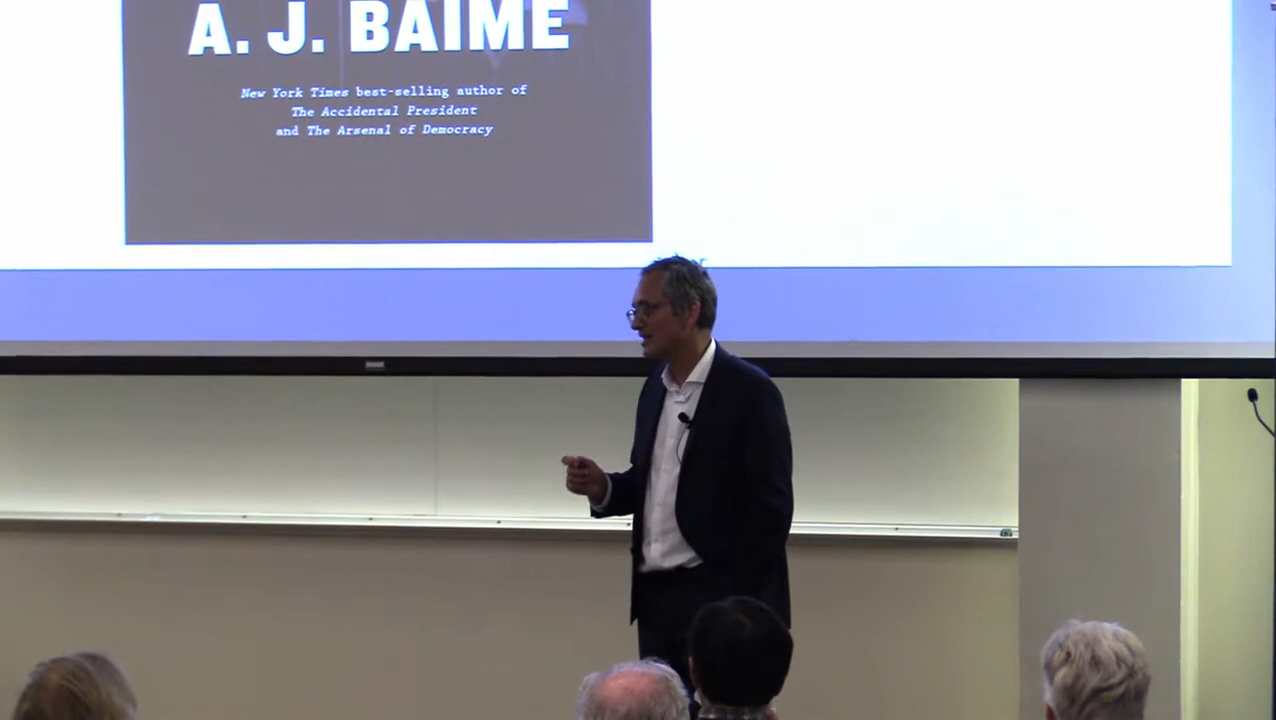 A. J. BAIME
New York Times best-selling author of
The Accidental President
and The Arsenal of Democracy